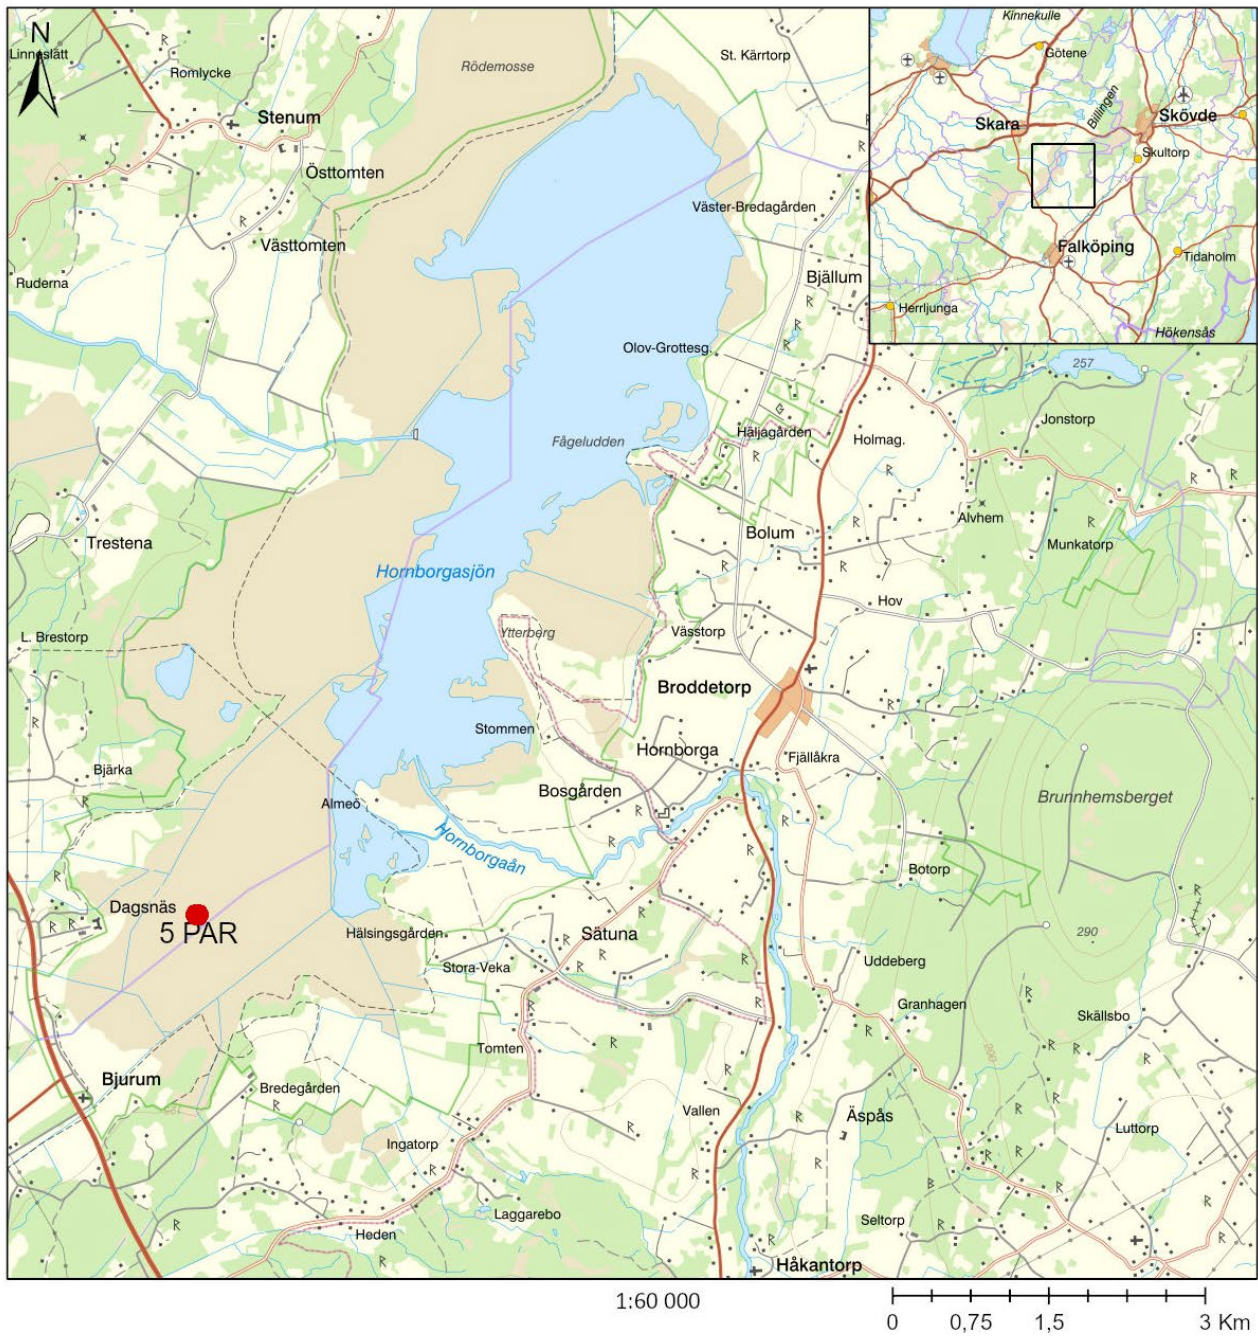 N
Linneslätt
Romlycke
Stenum
Östtomten
Västtomten
Ruderna
Rödemosse
St. Kärrtorp
Väster-Bredagården
Bjällum
Kinnekulle
Götene
Billingen
Skara
Skövde
Skultorp
Falköping
Tidaholm
Herrljunga
Hökensås
Olov-Grottesg.
257
Jonstorp
Fågeludden
Häljagården
Holmag.
Trestena
Bolum
Alvhem
Munkatorp
Hornborgasjön
Hov
L. Brestorp
Ytterberg
Vässtorp
Broddetorp
Stommen
Hornborga
Fjällåkra
Bjärka
Bosgården
Almeö
Brunnhemsberget
Hornborgaån
Botorp
Dagsnäs
5 PAR
Hälsingsgården
Sätuna
290
Stora-Veka
Uddeberg
Granhagen
Skällsbo
Tomten
200
Bjurum
Bredegården
Vallen
Äspås
Luttorp
Ingatorp
Laggarebo
Seltorp
Heden
Håkantorp
1:60 000
0 0,75 1,5 3 Km